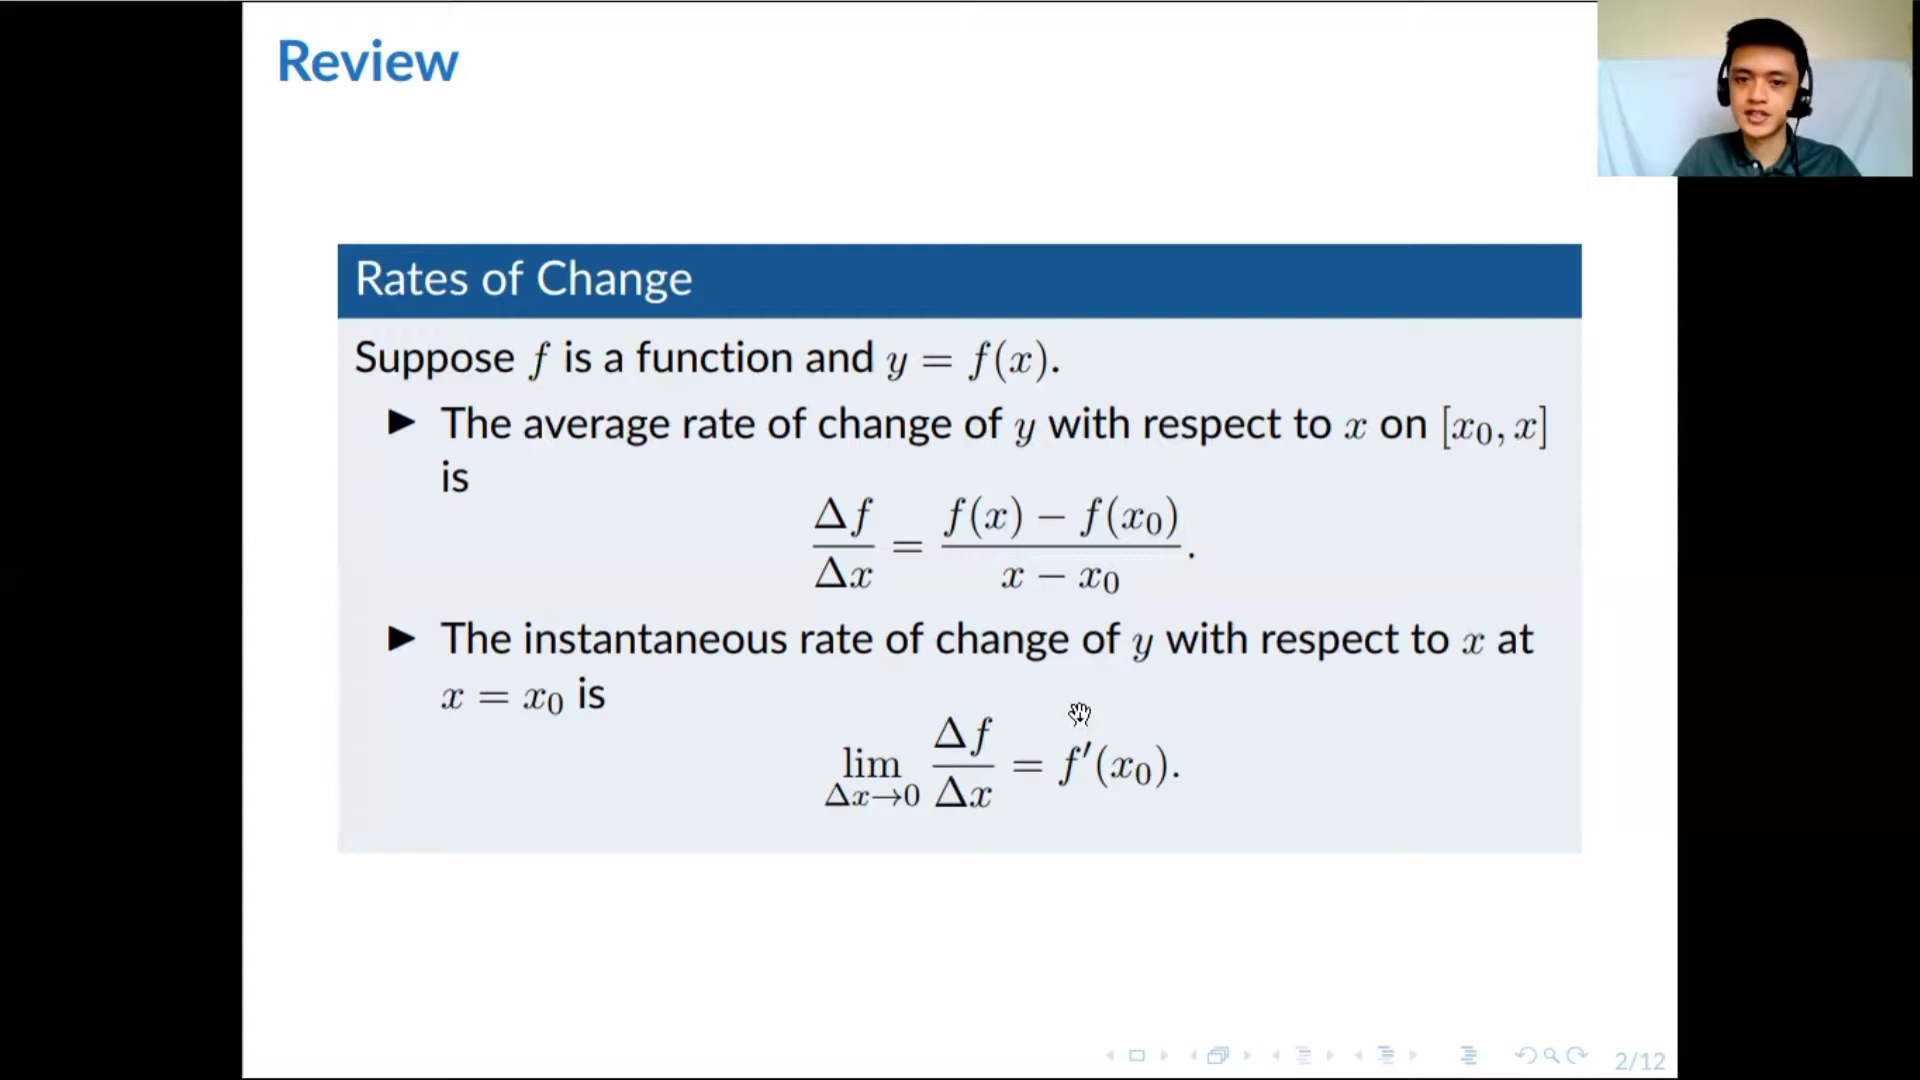 Review
Rates of Change
Suppose f is a function and y = f(x).
▶ The average rate of change of y with respect to x on [x₀, x]
is
Δf/Δx = (f(x) − f(x₀))/(x − x₀).
▶ The instantaneous rate of change of y with respect to x at
x = x₀ is
lim Δx→0 Δf/Δx = f′(x₀).
2/12